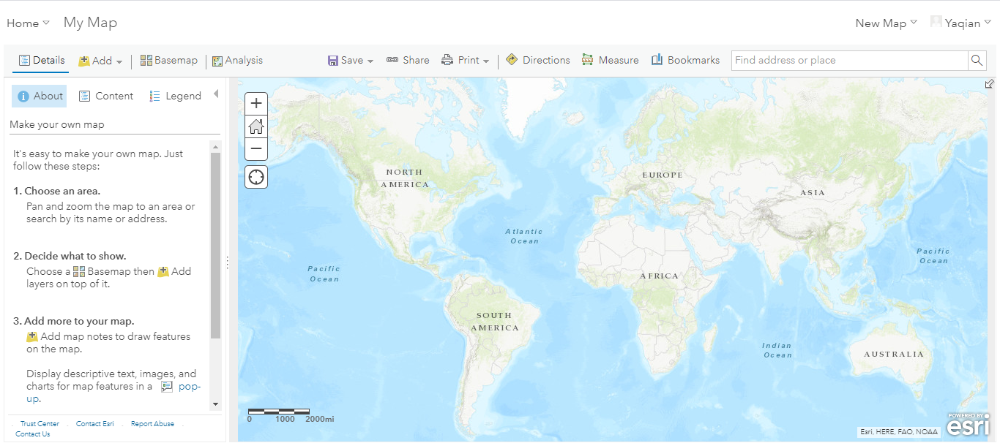 Home My Map New Map Yaqian
Details Add Basemap Analysis Save Share Print Directions Measure Bookmarks Find address or place
About Content Legend
Make your own map
It's easy to make your own map. Just
follow these steps:
1. Choose an area.
Pan and zoom the map to an area or
search by its name or address.
2. Decide what to show.
Choose a Basemap then Add
layers on top of it.
3. Add more to your map.
Add map notes to draw features
on the map.
Display descriptive text, images, and
charts for map features in a pop-
up.
Trust Center Contact Esri Report Abuse
Contact Us
NORTH
AMERICA
EUROPE
ASIA
Atlantic
Ocean
Pacific
Ocean
Pacific
Ocean
AFRICA
SOUTH
AMERICA
Indian
Ocean
AUSTRALIA
0 1000 2000mi
Esri, HERE, FAO, NOAA
POWERED BY
esri